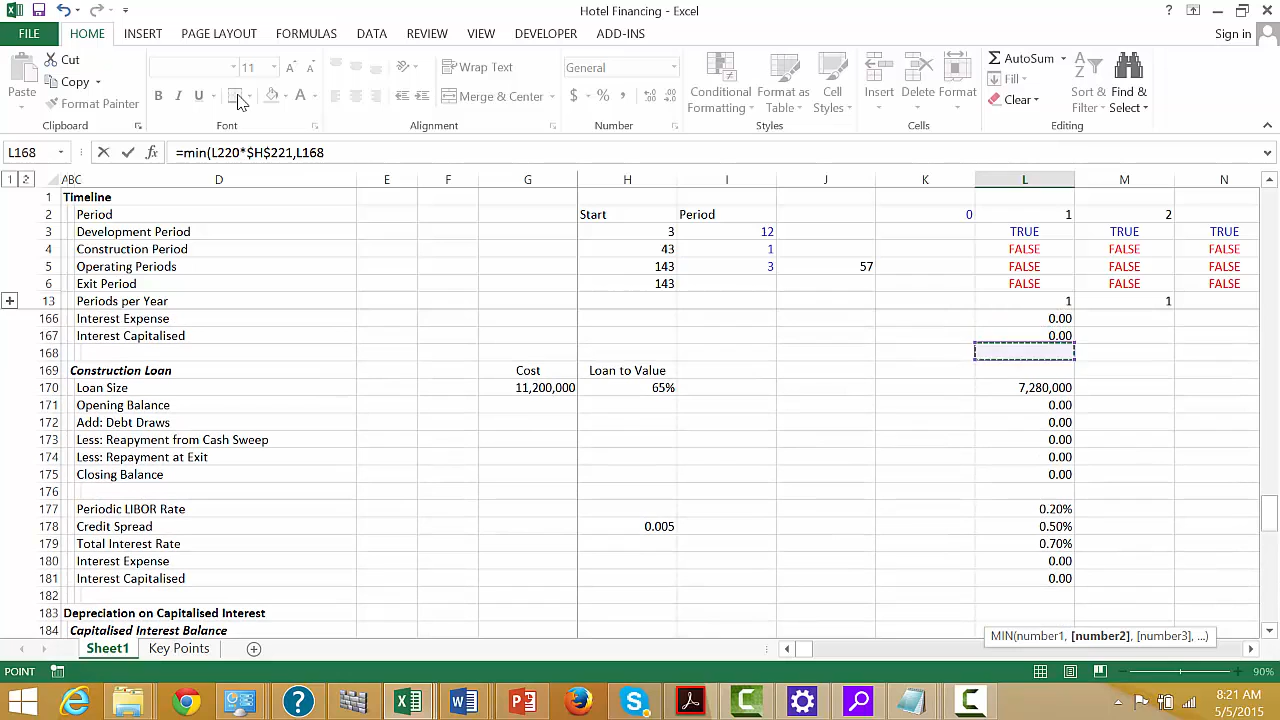 Hotel Financing - Excel
?
FILE HOME INSERT PAGE LAYOUT FORMULAS DATA REVIEW VIEW DEVELOPER ADD-INS Sign in
Paste Cut Copy Format Painter
Clipboard
11 A A
B I U A
Font
Wrap Text
Merge & Center
Alignment
General
$ % ,
Number
Conditional Formatting Format as Table Cell Styles
Styles
Insert Delete Format
Cells
AutoSum Fill Clear
Sort & Filter Find & Select
Editing
L168 fx =min(L220*$H$221,L168
1 2 A B C D E F G H I J K L M N
1 Timeline
2 Period Start Period 0 1 2
3 Development Period 3 12 TRUE TRUE TRUE
4 Construction Period 43 1 FALSE FALSE FALSE
5 Operating Periods 143 3 57 FALSE FALSE FALSE
6 Exit Period 143 FALSE FALSE FALSE
13 Periods per Year 1 1
166 Interest Expense 0.00
167 Interest Capitalised 0.00
168
169 Construction Loan Cost Loan to Value
170 Loan Size 11,200,000 65% 7,280,000
171 Opening Balance 0.00
172 Add: Debt Draws 0.00
173 Less: Reapyment from Cash Sweep 0.00
174 Less: Repayment at Exit 0.00
175 Closing Balance 0.00
176
177 Periodic LIBOR Rate 0.20%
178 Credit Spread 0.005 0.50%
179 Total Interest Rate 0.70%
180 Interest Expense 0.00
181 Interest Capitalised 0.00
182
183 Depreciation on Capitalised Interest
184 Capitalised Interest Balance
MIN(number1, [number2], [number3], ...)
Sheet1 Key Points
POINT 90%
8:21 AM
5/5/2015